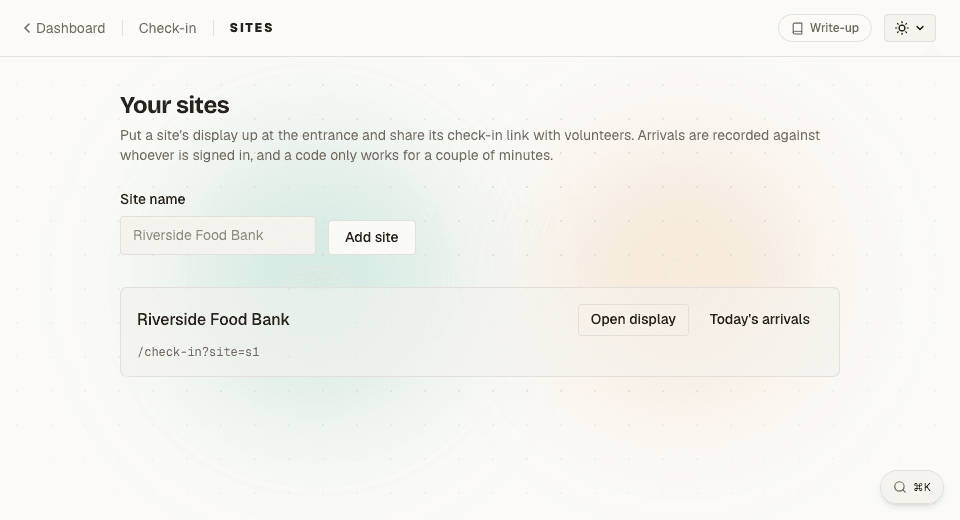 Dashboard
Check-in
SITES
Write-up
Your sites
Put a site's display up at the entrance and share its check-in link with volunteers. Arrivals are recorded against
whoever is signed in, and a code only works for a couple of minutes.
Site name
Riverside Food Bank
Add site
Riverside Food Bank
Open display
Today's arrivals
/check-in?site=s1
⌘K